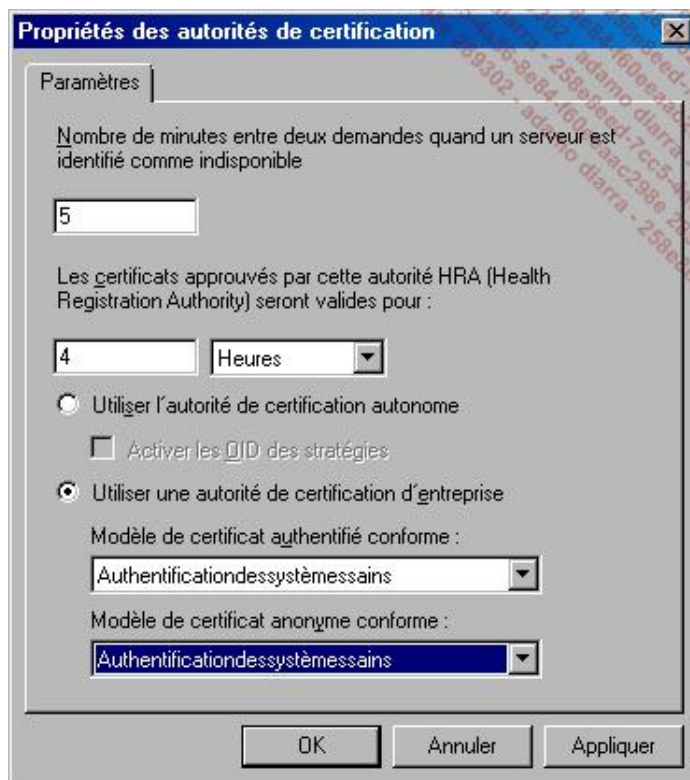 Propriétés des autorités de certification
Paramètres
Nombre de minutes entre deux demandes quand un serveur est
identifié comme indisponible
5
Les certificats approuvés par cette autorité HRA (Health
Registration Authority) seront valides pour :
4
Heures
Utiliser l'autorité de certification autonome
Activer les OID des stratégies
Utiliser une autorité de certification d'entreprise
Modèle de certificat authentifié conforme :
Authentificationdessystèmessains
Modèle de certificat anonyme conforme :
Authentificationdessystèmessains
OK
Annuler
Appliquer
adamo diarra